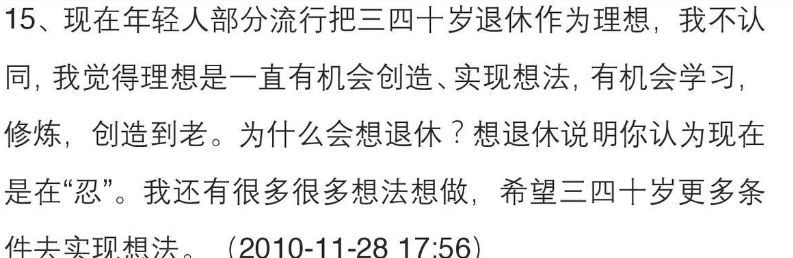 15、现在年轻人部分流行把三四十岁退休作为理想，我不认
同，我觉得理想是一直有机会创造、实现想法，有机会学习，
修炼，创造到老。为什么会想退休？想退休说明你认为现在
是在“忍”。我还有很多很多想法想做，希望三四十岁更多条
件去实现想法。（2010-11-28 17:56）